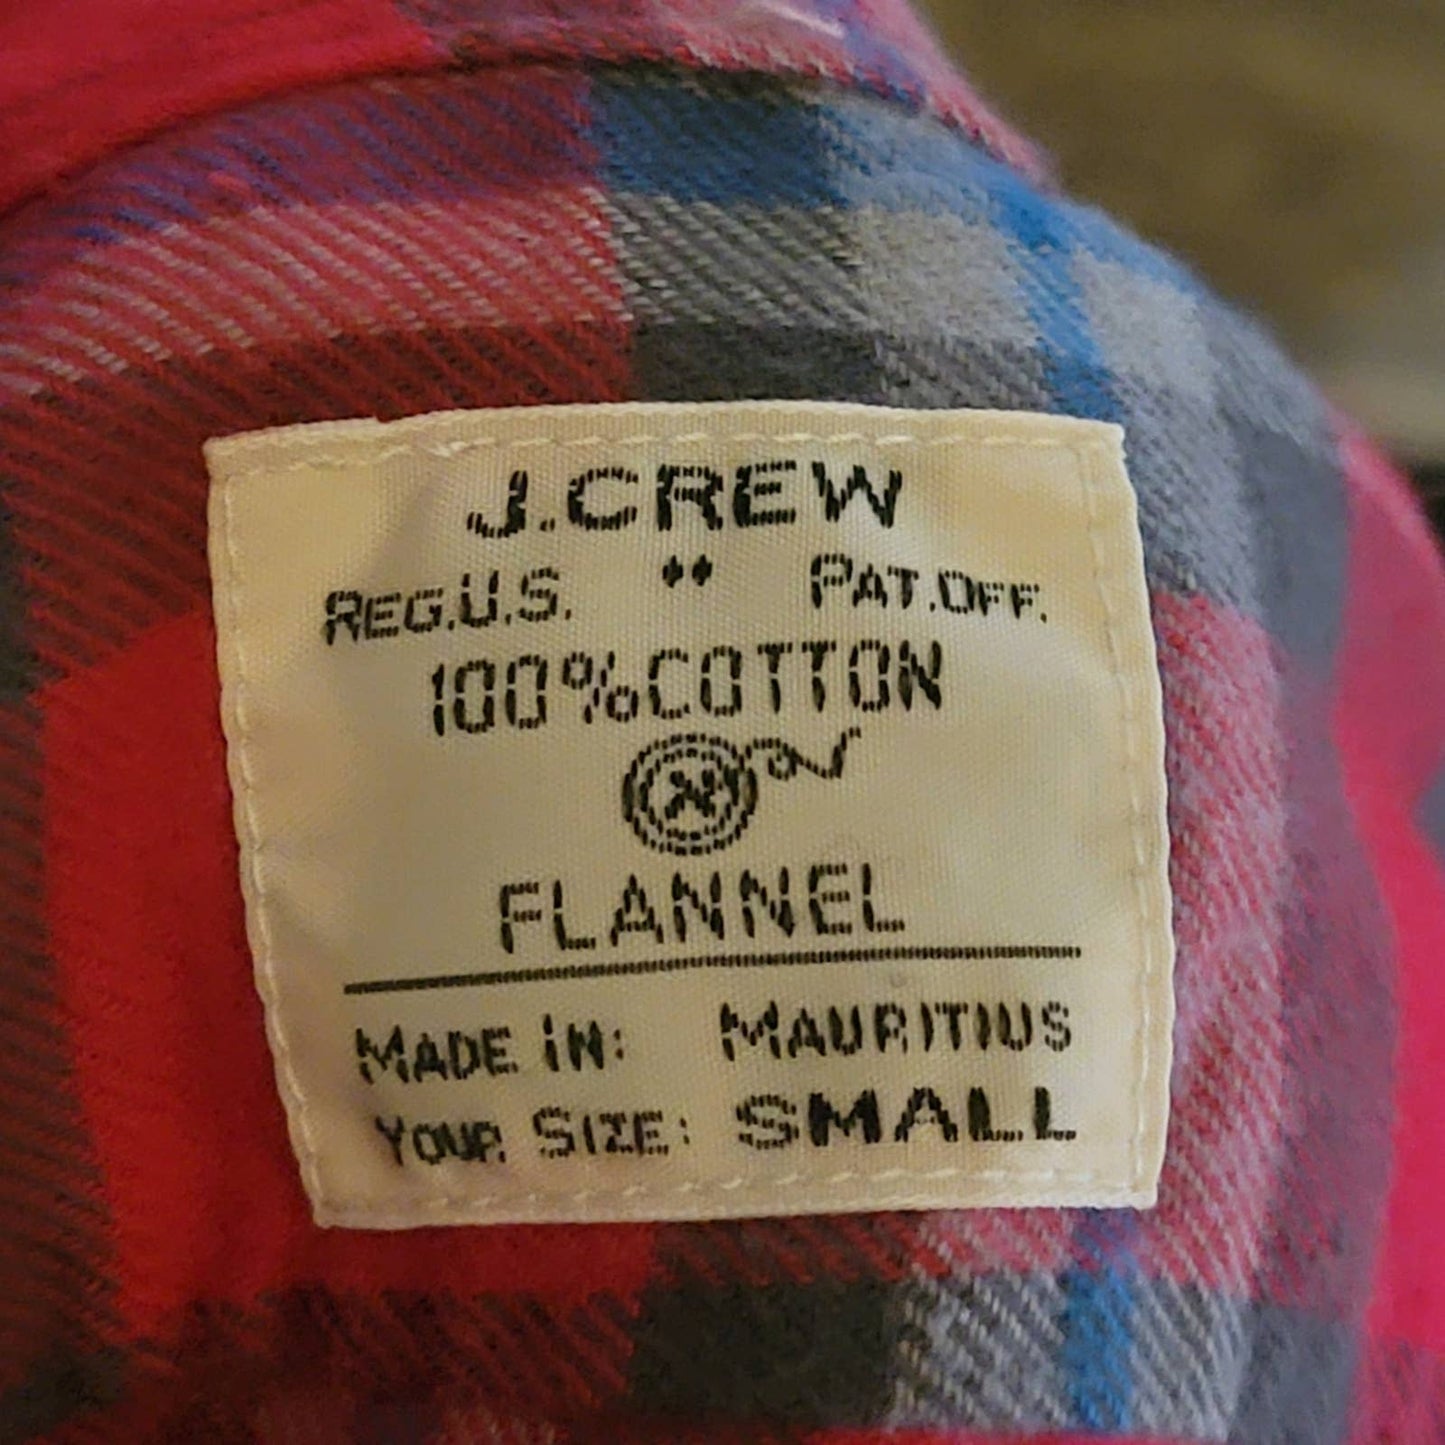 J.CREW
REG.U.S. " PAT.OFF.
100%COTTON
FLANNEL
MADE IN: MAURITIUS
YOUR SIZE: SMALL